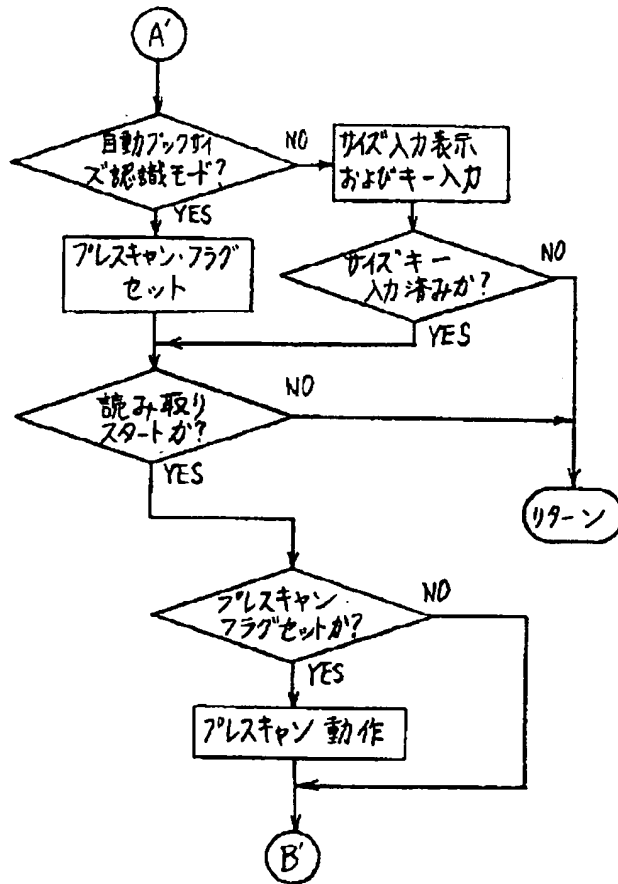 A'
自動ブックサイ
ズ認識モード?
NO
サイズ入力表示
およびキー入力
YES
プレスキャン・フラグ
セット
サイズキー
入力済みか?
NO
YES
読み取り
スタートか?
NO
YES
リターン
プレスキャン
フラグセットか?
NO
YES
プレスキャン動作
B'